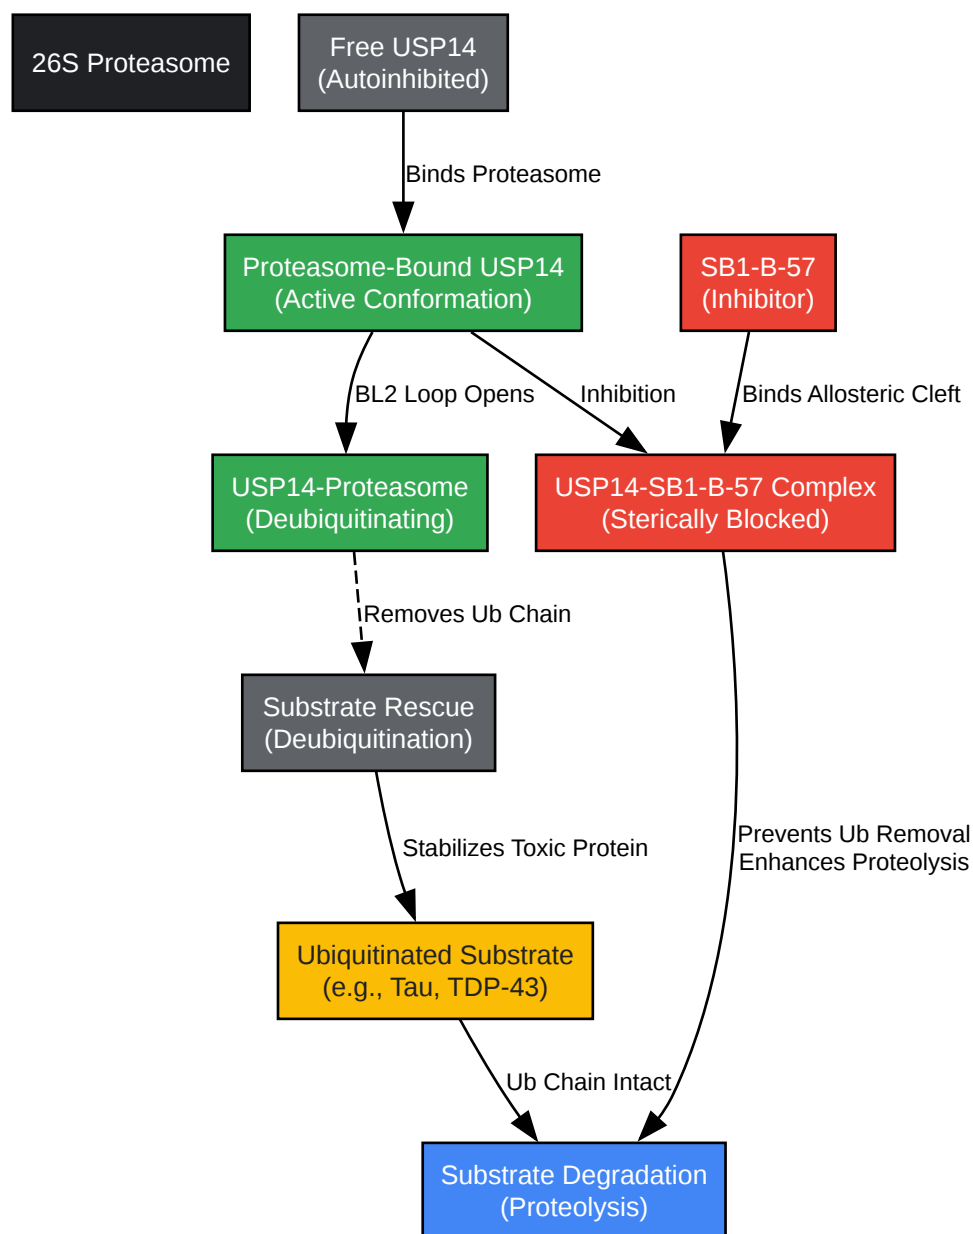 26S Proteasome
Free USP14
(Autoinhibited)
Binds Proteasome
Proteasome-Bound USP14
(Active Conformation)
SB1-B-57
(Inhibitor)
BL2 Loop Opens
Inhibition
Binds Allosteric Cleft
USP14-Proteasome
(Deubiquitinating)
USP14-SB1-B-57 Complex
(Sterically Blocked)
Removes Ub Chain
Substrate Rescue
(Deubiquitination)
Stabilizes Toxic Protein
Prevents Ub Removal
Enhances Proteolysis
Ubiquitinated Substrate
(e.g., Tau, TDP-43)
Ub Chain Intact
Substrate Degradation
(Proteolysis)